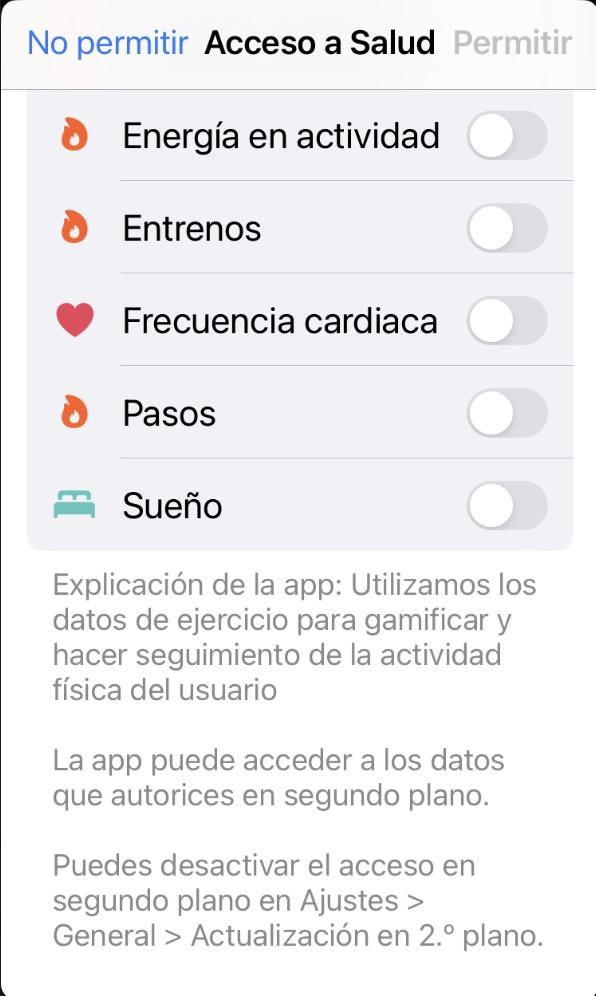 No permitir Acceso a Salud Permitir
Energía en actividad
Entrenos
Frecuencia cardiaca
Pasos
Sueño
Explicación de la app: Utilizamos los
datos de ejercicio para gamificar y
hacer seguimiento de la actividad
física del usuario
La app puede acceder a los datos
que autorices en segundo plano.
Puedes desactivar el acceso en
segundo plano en Ajustes >
General > Actualización en 2.º plano.